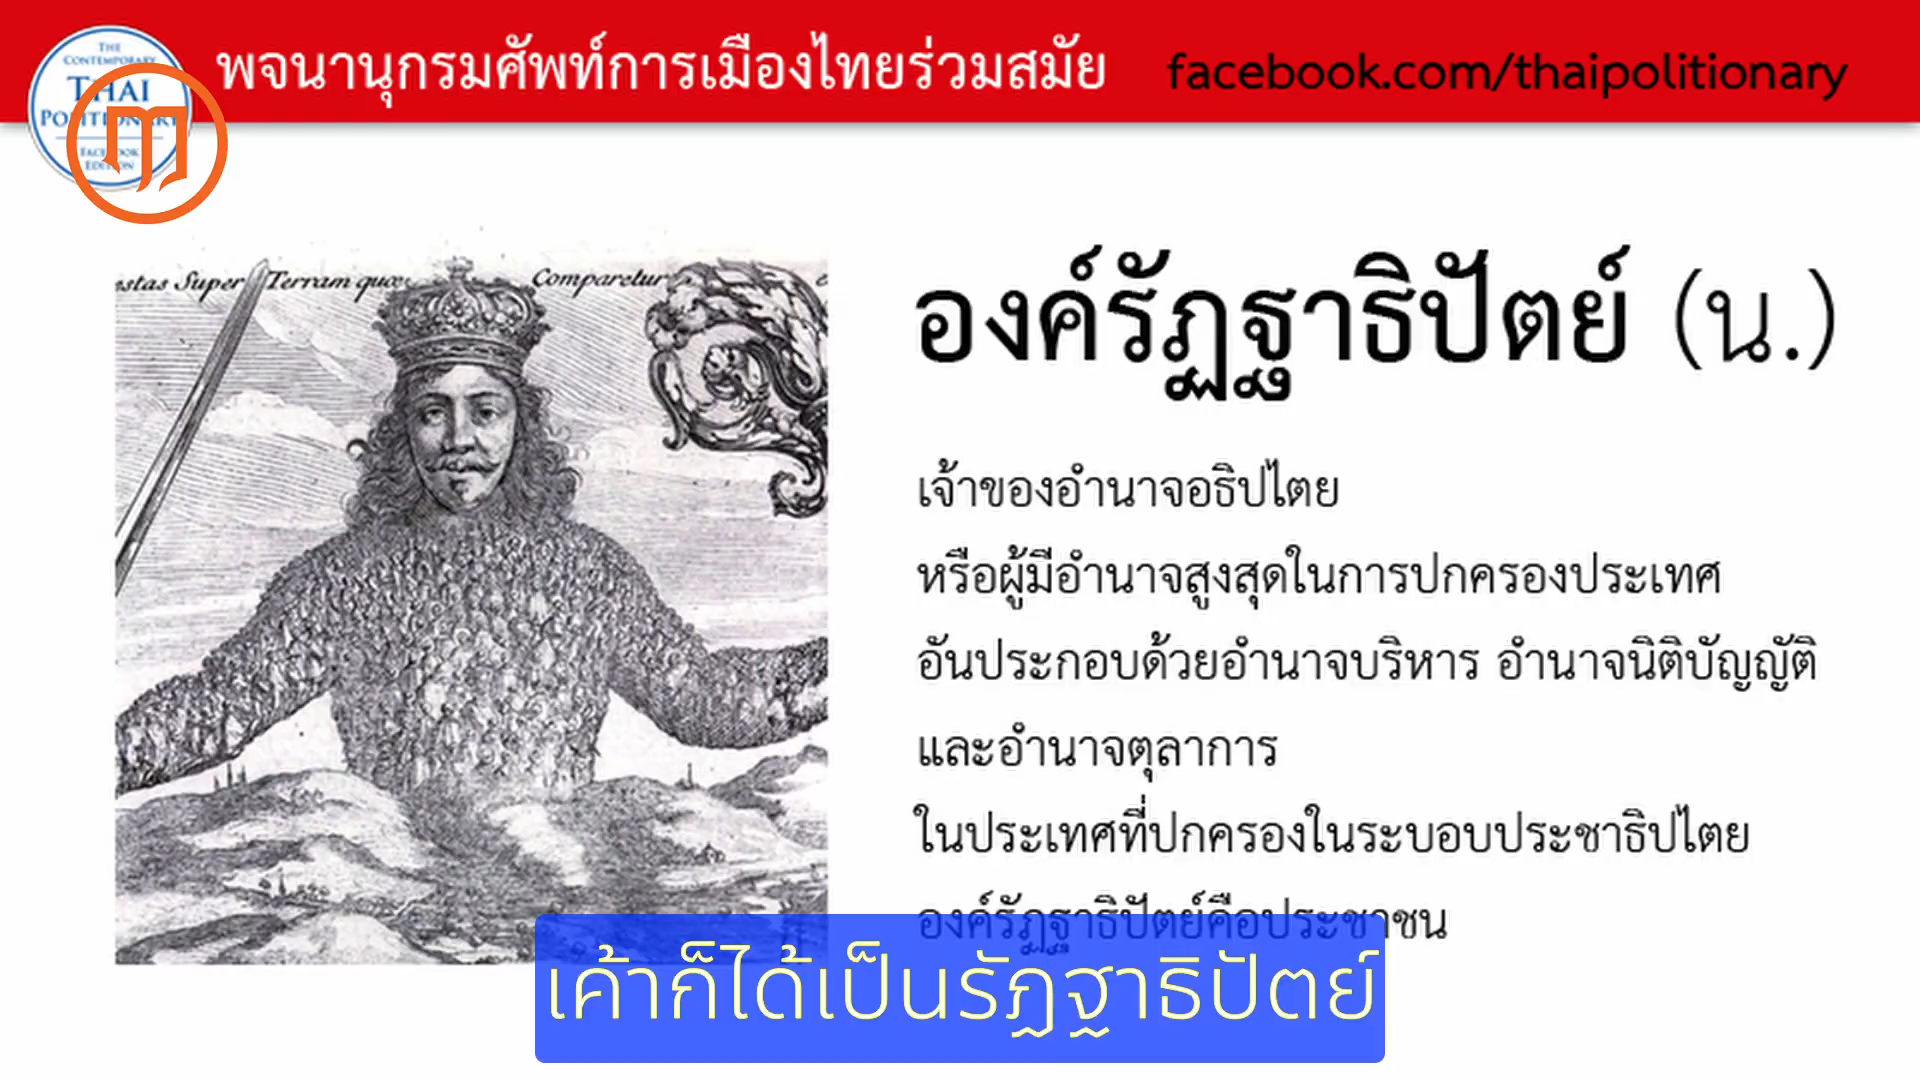 พจนานุกรมศัพท์การเมืองไทยร่วมสมัย
facebook.com/thaipolitionary
THE
CONTEMPORARY
THAI
POLITIONARY
FACEBOOK
EDITION
estas Super Terram quæ Comparetur e
องค์รัฏฐาธิปัตย์ (น.)
เจ้าของอำนาจอธิปไตย
หรือผู้มีอำนาจสูงสุดในการปกครองประเทศ
อันประกอบด้วยอำนาจบริหาร อำนาจนิติบัญญัติ
และอำนาจตุลาการ
ในประเทศที่ปกครองในระบอบประชาธิปไตย
องค์รัฏฐาธิปัตย์คือประชาชน
เค้าก็ได้เป็นรัฏฐาธิปัตย์